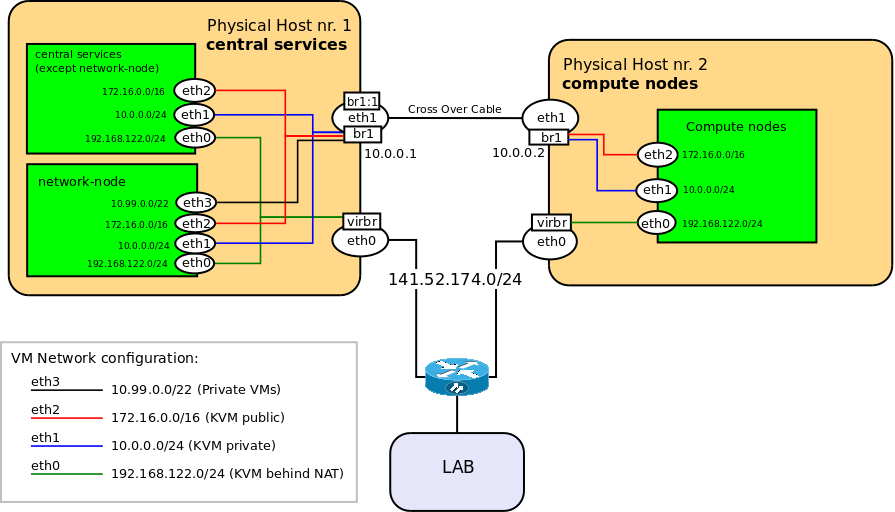 Physical Host nr. 1
central services
central services
(except network-node)
172.16.0.0/16
eth2
10.0.0.0/24
eth1
192.168.122.0/24
eth0
network-node
10.99.0.0/22
eth3
172.16.0.0/16
eth2
10.0.0.0/24
eth1
192.168.122.0/24
eth0
br1:1
eth1
br1
10.0.0.1
virbr
eth0
Cross Over Cable
Physical Host nr. 2
compute nodes
eth1
br1
10.0.0.2
virbr
eth0
Compute nodes
eth2
172.16.0.0/16
eth1
10.0.0.0/24
eth0
192.168.122.0/24
141.52.174.0/24
LAB
VM Network configuration:
eth3
10.99.0.0/22 (Private VMs)
eth2
172.16.0.0/16 (KVM public)
eth1
10.0.0.0/24 (KVM private)
eth0
192.168.122.0/24 (KVM behind NAT)